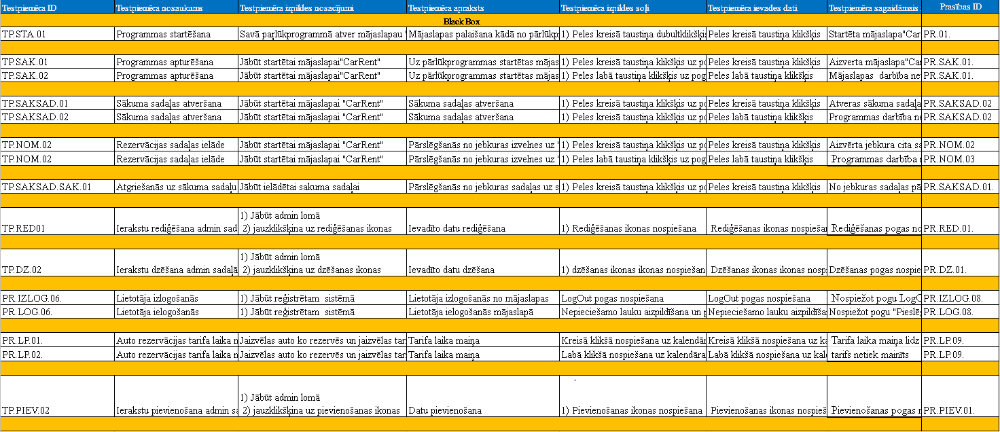 Testpiemēra ID Testpiemēra nosaukums Testpiemēra izpildes nosacījumi Testpiemēra apraksts Testpiemēra izpildes soļi Testpiemēra ievades dati Testpiemēra sagaidāmais Prasības ID
Black Box
TP.STA.01 Programmas startēšana Savā parļūkprogrammā atver mājaslapau Mājaslapas palaišana kādā no pārlūkp 1) Peles kreisā taustiņa dubultklikšķi Peles kreisā taustiņa klikšķis Startēta mājaslapa"Car PR.01.
TP.SAK.01 Programmas apturēšana Jābūt startētai mājaslapai"CarRent" Uz pārlūkprogrammas startētas mājas 1) Peles kreisā taustiņa klikšķis uz po Peles kreisā taustiņa klikšķis Aizverta mājaslapa"Ca PR.SAK.01.
TP.SAK.02 Programmas apturēšana Jābūt startētai mājaslapai"CarRent" Uz pārlūkprogrammas startētas mājas 1) Peles labā taustiņa klikšķis uz pog Peles labā taustiņa klikšķis Mājaslapas darbība ne PR.SAK.01.
TP.SAKSAD.01 Sākuma sadaļas atveršana Jābūt startētai mājaslapai "CarRent" Sākuma sadaļas atveršana 1) Peles kreisā taustiņa klikšķis uz po Peles kreisā taustiņa klikšķis Atveras sākuma sadaļa PR.SAKSAD.02
TP.SAKSAD.02 Sākuma sadaļas atveršana Jābūt startētai mājaslapai "CarRent" Sākuma sadaļas atveršana 1) Peles kreisā taustiņa klikšķis uz po Peles labā taustiņa klikšķis Programmas darbība ne PR.SAKSAD.02
TP.NOM.02 Rezervācijas sadaļas ielāde Jābūt startētai mājaslapai "CarRent" Pārslēgšanās no jebkuras izvelnes uz " 1) Peles kreisā taustiņa klikšķis uz po Peles kreisā taustiņa klikšķis Aizvērta jebkura cita sa PR.NOM.02
TP.NOM.02 Rezervācijas sadaļas ielāde Jābūt startētai mājaslapai "CarRent" Pārslēgšanās no jebkuras izvelnes uz " 1) Peles labā taustiņa klikšķis uz pog Peles labā taustiņa klikšķis Programmas darbība PR.NOM.03
TP.SAKSAD.SAK.01 Atgriešanās uz sākuma sadaļu Jābūt ielādētai sakuma sadaļai Pārslēgšanās no jebkuras sadaļas uz s 1) Peles kreisā taustiņa klikšķis uz po Peles kreisā taustiņa klikšķis No jebkuras sadaļas pā PR.SAKSAD.01.
1) Jābūt admin lomā
TP.RED01 Ierakstu rediģēšana admin sad 2) jauzklikšķina uz rediģēšanas ikonas Ievadīto datu rediģēšana 1) Rediģēšanas ikonas nospiešana Rediģēšanas ikonas nospiešan Rediģēšanas pogas no PR.RED.01.
1) Jābūt admin lomā
TP.DZ.02 Ierakstu dzēšana admin sadaļā 2) jauzklikšķina uz dzēšanas ikonas Ievadīto datu dzēšana 1) dzēšanas ikonas ikonas nospiešan Dzēšanas ikonas ikonas nosp Dzēšanas pogas nospie PR.DZ.01.
PR.IZLOG.06. Lietotāja izlogošanās 1) Jābūt reģistrētam sistēmā Lietotāja izlogošanās no mājaslapas LogOut pogas nospiešana LogOut pogas nospiešana Nospiežot pogu LogO PR.IZLOG.08.
PR.LOG.06. Lietotāja ielogošanās 1) Jābūt reģistrētam sistēmā Lietotāja ielogošanās mājaslapā Nepieciešamo lauku aizpildīšana un p Nepieciešamo lauku aizpildīša Nospiežot pogu "Pieslē PR.LOG.08.
PR.LP.01. Auto rezervācijas tarifa laika n Jaizvēlas auto ko rezervēs un jaizvēlas tar Tarifa laika maiņa Kreisā klikšā nospiešana uz kalendār Kreisā klikšā nospiešana uz ka Tarifa laika maiņa lidz PR.LP.09.
PR.LP.02. Auto rezervācijas tarifa laika n Jaizvēlas auto ko rezervēs un jaizvēlas tar Tarifa laika maiņa Labā klikšā nospiešana uz kalendāra Labā klikšā nospiešana uz kale tarifs netiek mainīts PR.LP.09.
1) Jābūt admin lomā
TP.PIEV.02 Ierakstu pievienošana admin sa 2) jauzklikšķina uz pievienošanas ikonas Datu pievienošana 1) Pievienošanas ikonas nospiešana Pievienošanas ikonas nospieš Pievienošanas pogas PR.PIEV.01.